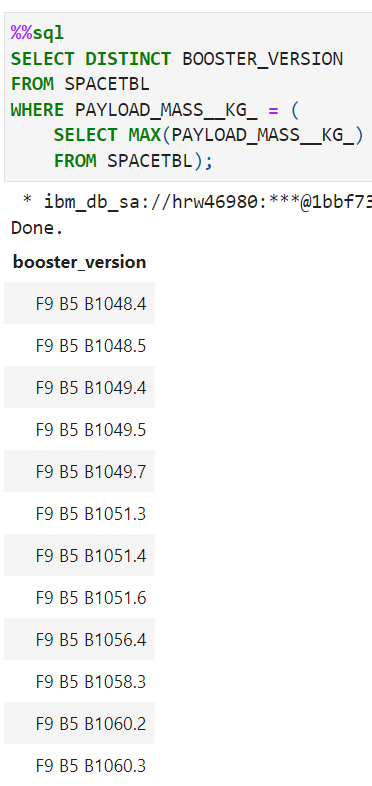 %%sql
SELECT DISTINCT BOOSTER_VERSION
FROM SPACETBL
WHERE PAYLOAD_MASS__KG_ = (
    SELECT MAX(PAYLOAD_MASS__KG_)
    FROM SPACETBL);
* ibm_db_sa://hrw46980:***@1bbf73
Done.
booster_version
F9 B5 B1048.4
F9 B5 B1048.5
F9 B5 B1049.4
F9 B5 B1049.5
F9 B5 B1049.7
F9 B5 B1051.3
F9 B5 B1051.4
F9 B5 B1051.6
F9 B5 B1056.4
F9 B5 B1058.3
F9 B5 B1060.2
F9 B5 B1060.3